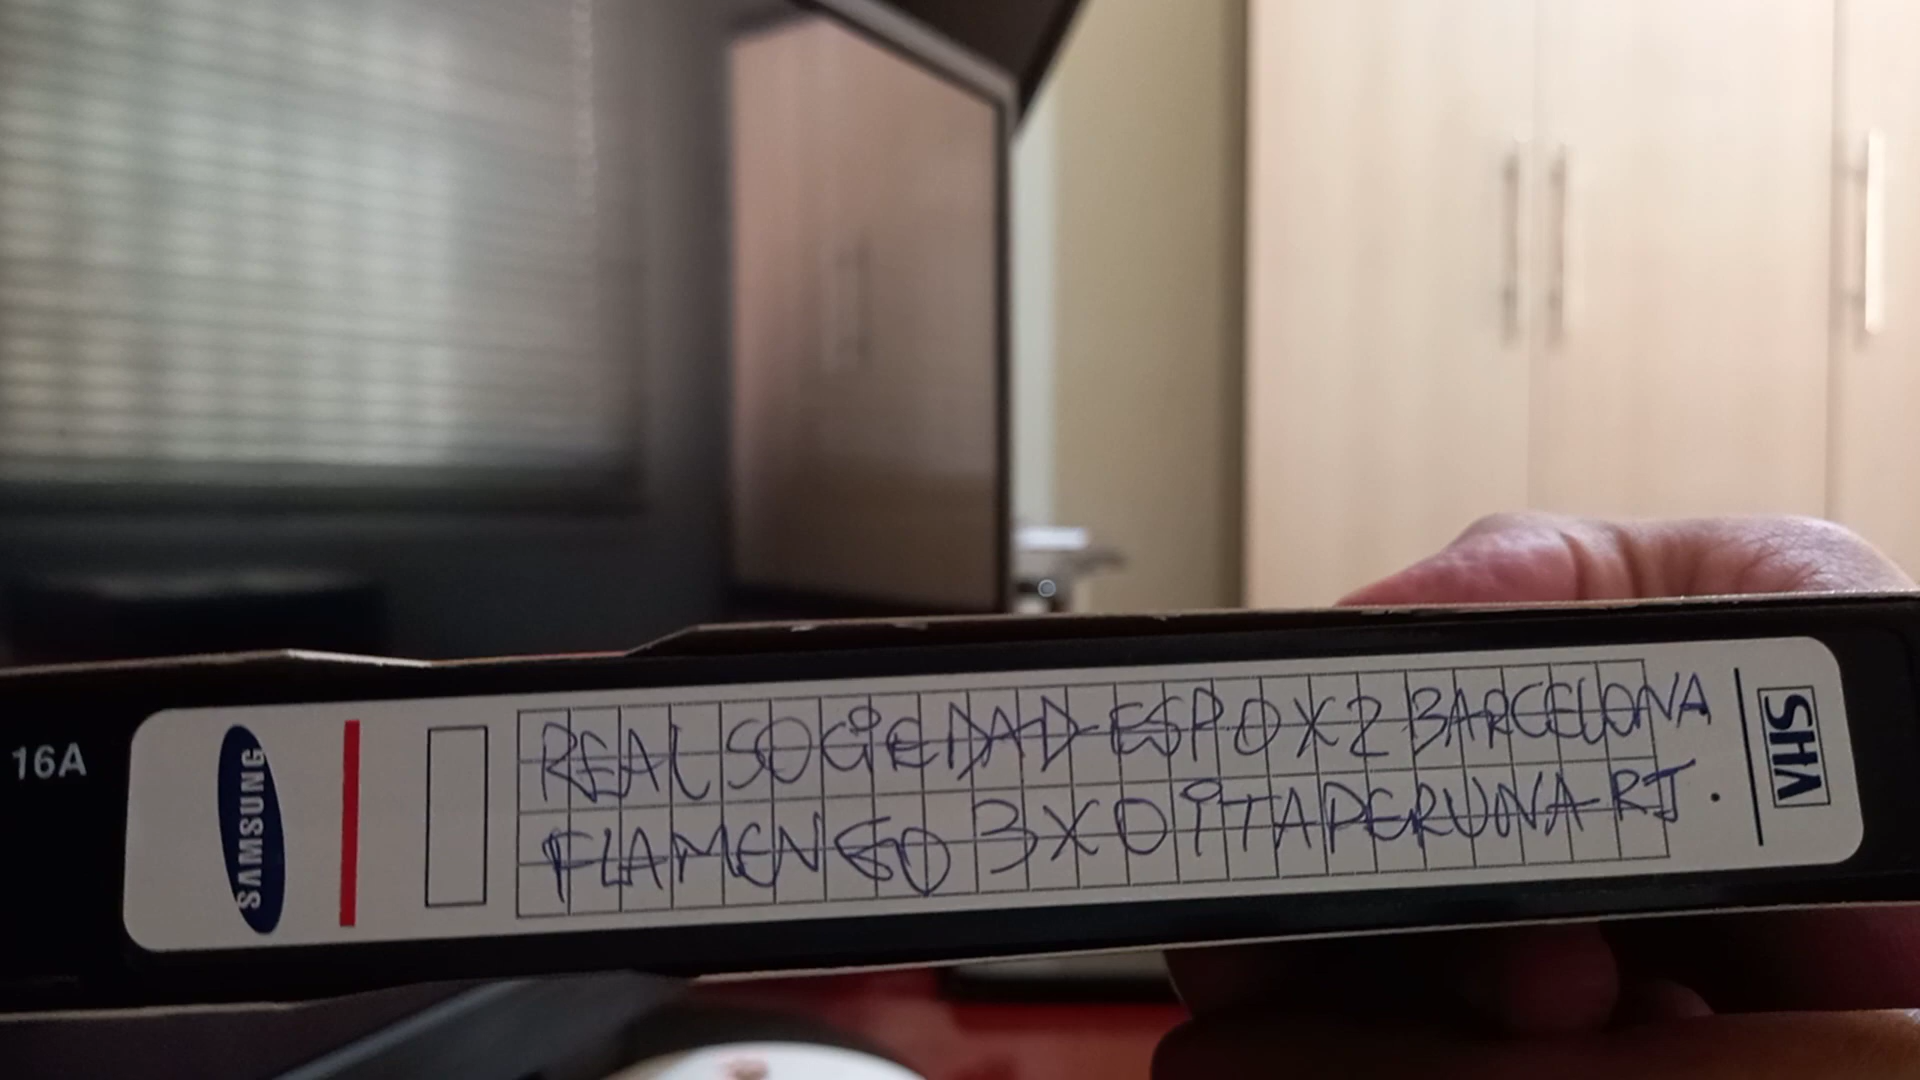 16A
SAMSUNG
REAL SOCiEDAD-ESP 0 X 2 BARCELONA
FLAMENGO 3 X 0 iTAPERUNA-RJ.
VHS